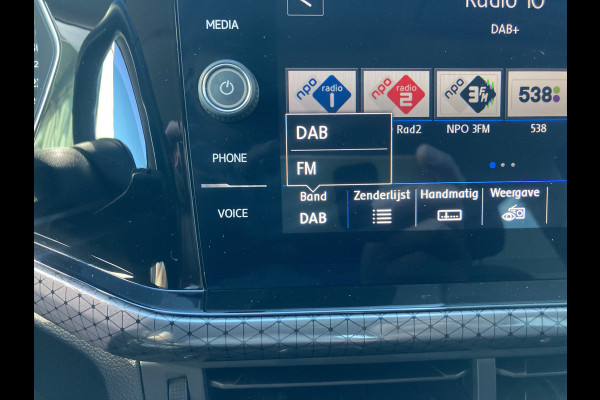 MEDIA
PHONE
VOICE
Radio 10
DAB+
npo radio 1
npo radio 2
NPO 3FM
538
Rad2
NPO 3FM
538
DAB
FM
Band
DAB
Zenderlijst
Handmatig
Weergave